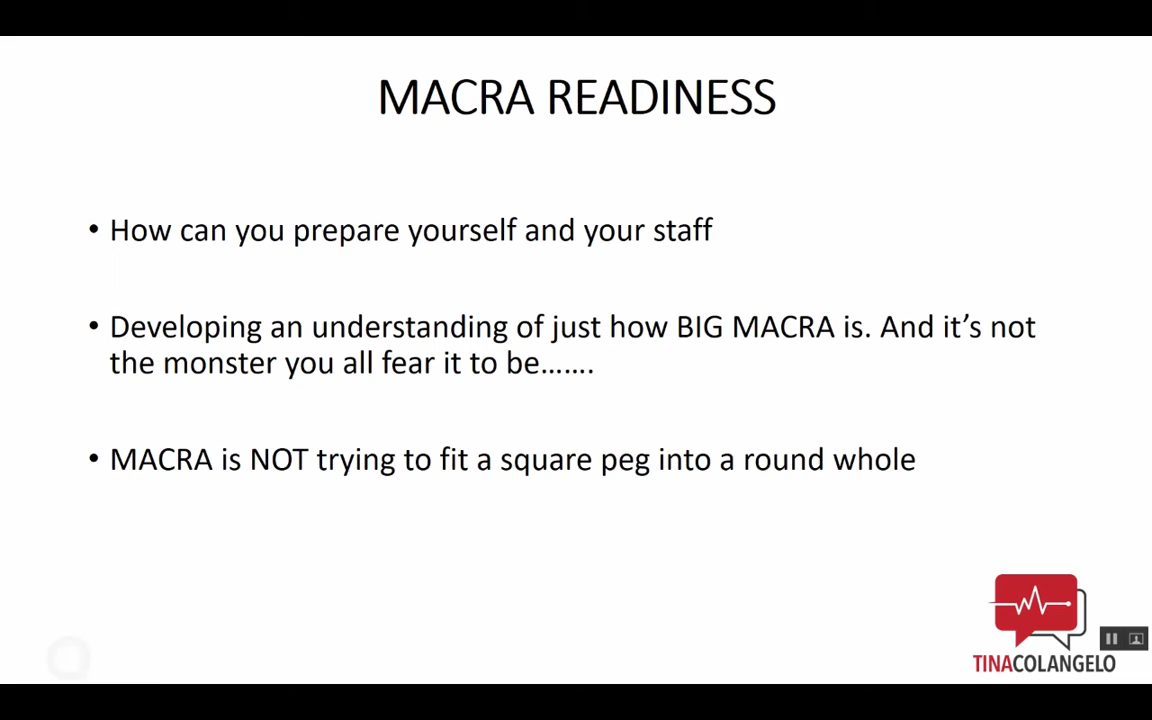 MACRA READINESS
• How can you prepare yourself and your staff
• Developing an understanding of just how BIG MACRA is. And it’s not
the monster you all fear it to be…….
• MACRA is NOT trying to fit a square peg into a round whole
TINACOLANGELO